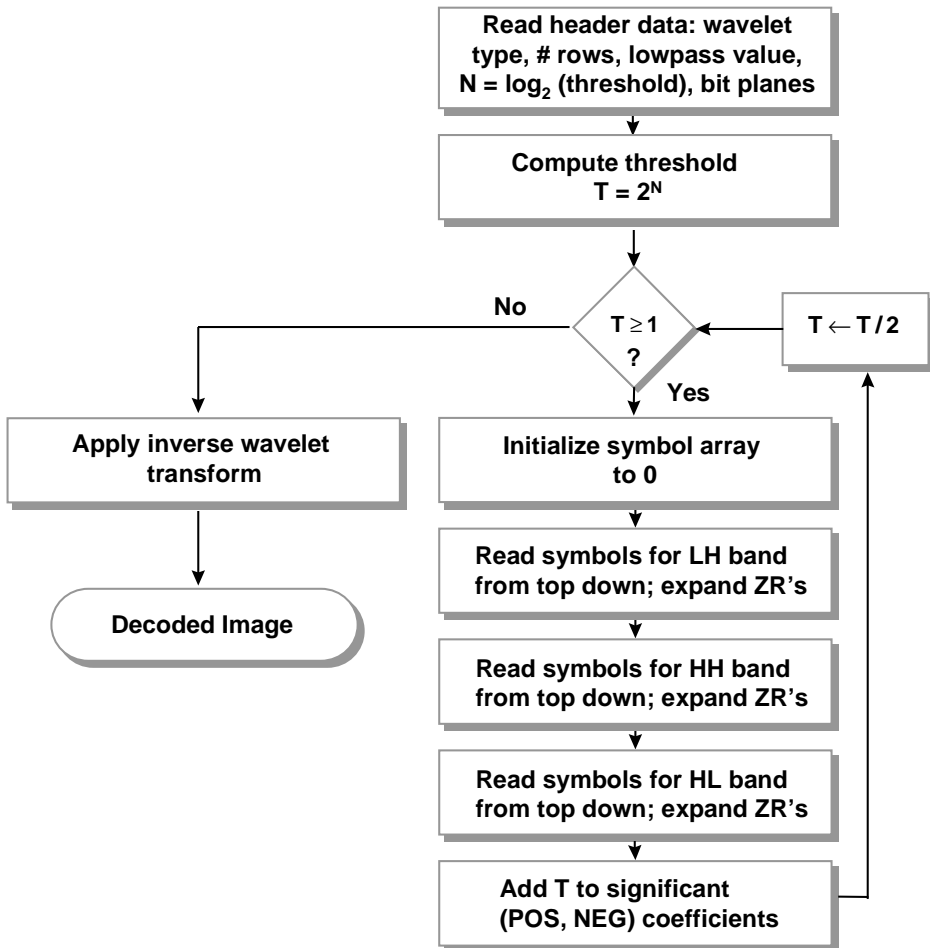 Read header data: wavelet
type, # rows, lowpass value,
N = log₂ (threshold), bit planes
Compute threshold
T = 2ᴺ
No
T ≥ 1
?
T ← T / 2
Yes
Apply inverse wavelet
transform
Initialize symbol array
to 0
Read symbols for LH band
from top down; expand ZR’s
Decoded Image
Read symbols for HH band
from top down; expand ZR’s
Read symbols for HL band
from top down; expand ZR’s
Add T to significant
(POS, NEG) coefficients